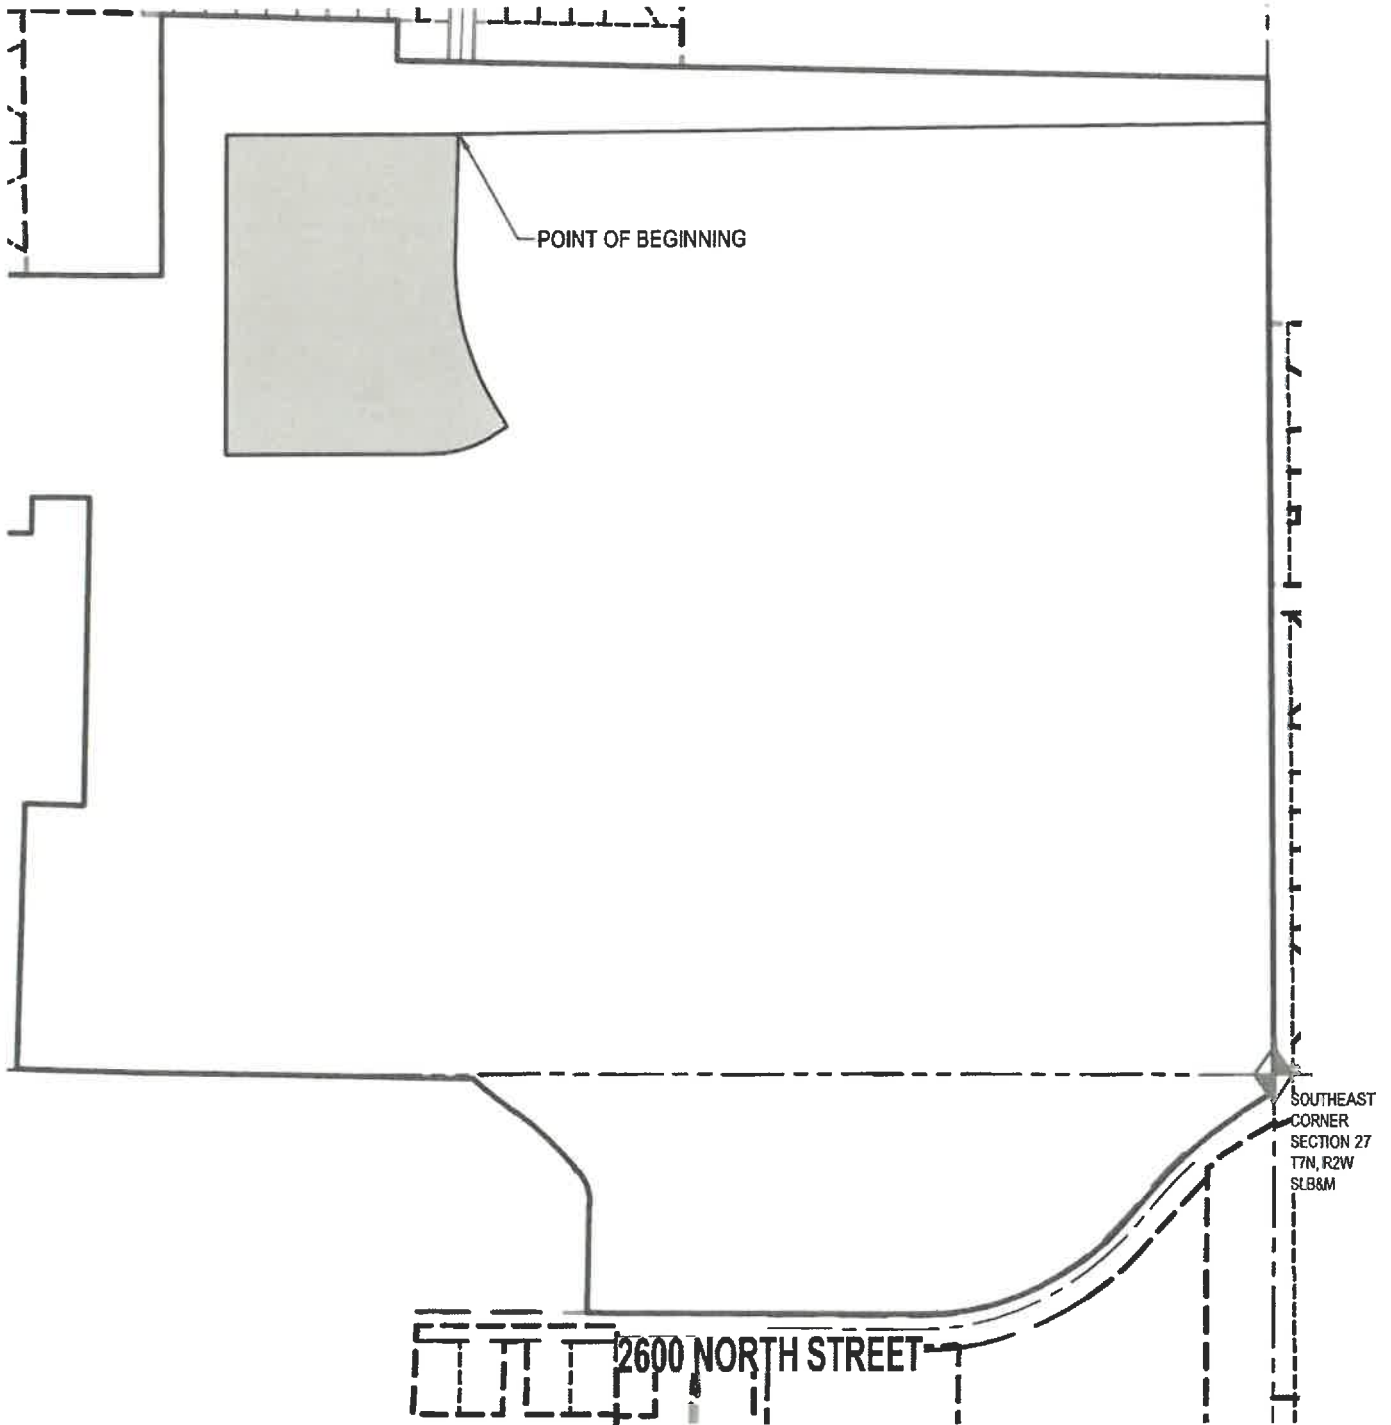 POINT OF BEGINNING
SOUTHEAST
CORNER
SECTION 27
T7N, R2W
SLB&M
2600 NORTH STREET